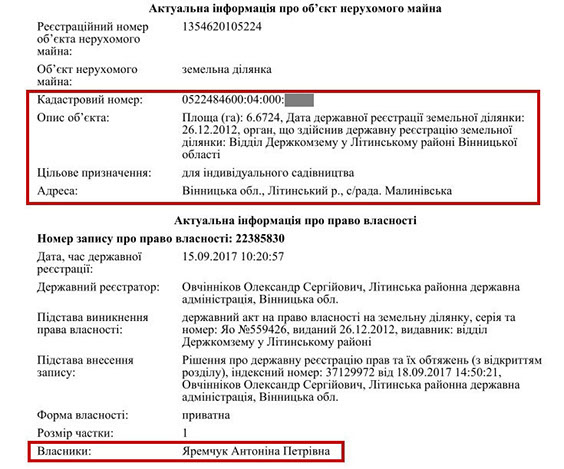 Актуальна інформація про об’єкт нерухомого майна
Реєстраційний номер об’єкта нерухомого майна: 1354620105224
Об’єкт нерухомого майна: земельна ділянка
Кадастровий номер: 0522484600:04:000:
Опис об’єкта: Площа (га): 6.6724, Дата державної реєстрації земельної ділянки:
26.12.2012, орган, що здійснив державну реєстрацію земельної
ділянки: Відділ Держкомзему у Літинському районі Вінницької
області
Цільове призначення: для індивідуального садівництва
Адреса: Вінницька обл., Літинський р., с/рада. Малинівська
Актуальна інформація про право власності
Номер запису про право власності: 22385830
Дата, час державної реєстрації: 15.09.2017 10:20:57
Державний реєстратор: Овчінніков Олександр Сергійович, Літинська районна державна
адміністрація, Вінницька обл.
Підстава виникнення права власності: державний акт на право власності на земельну ділянку, серія та
номер: Яо №559426, виданий 26.12.2012, видавник: відділ
Держкомзему у Літинському районі
Підстава внесення запису: Рішення про державну реєстрацію прав та їх обтяжень (з відкриттям
розділу), індексний номер: 37129972 від 18.09.2017 14:50:21,
Овчінніков Олександр Сергійович, Літинська районна державна
адміністрація, Вінницька обл.
Форма власності: приватна
Розмір частки: 1
Власники: Яремчук Антоніна Петрівна